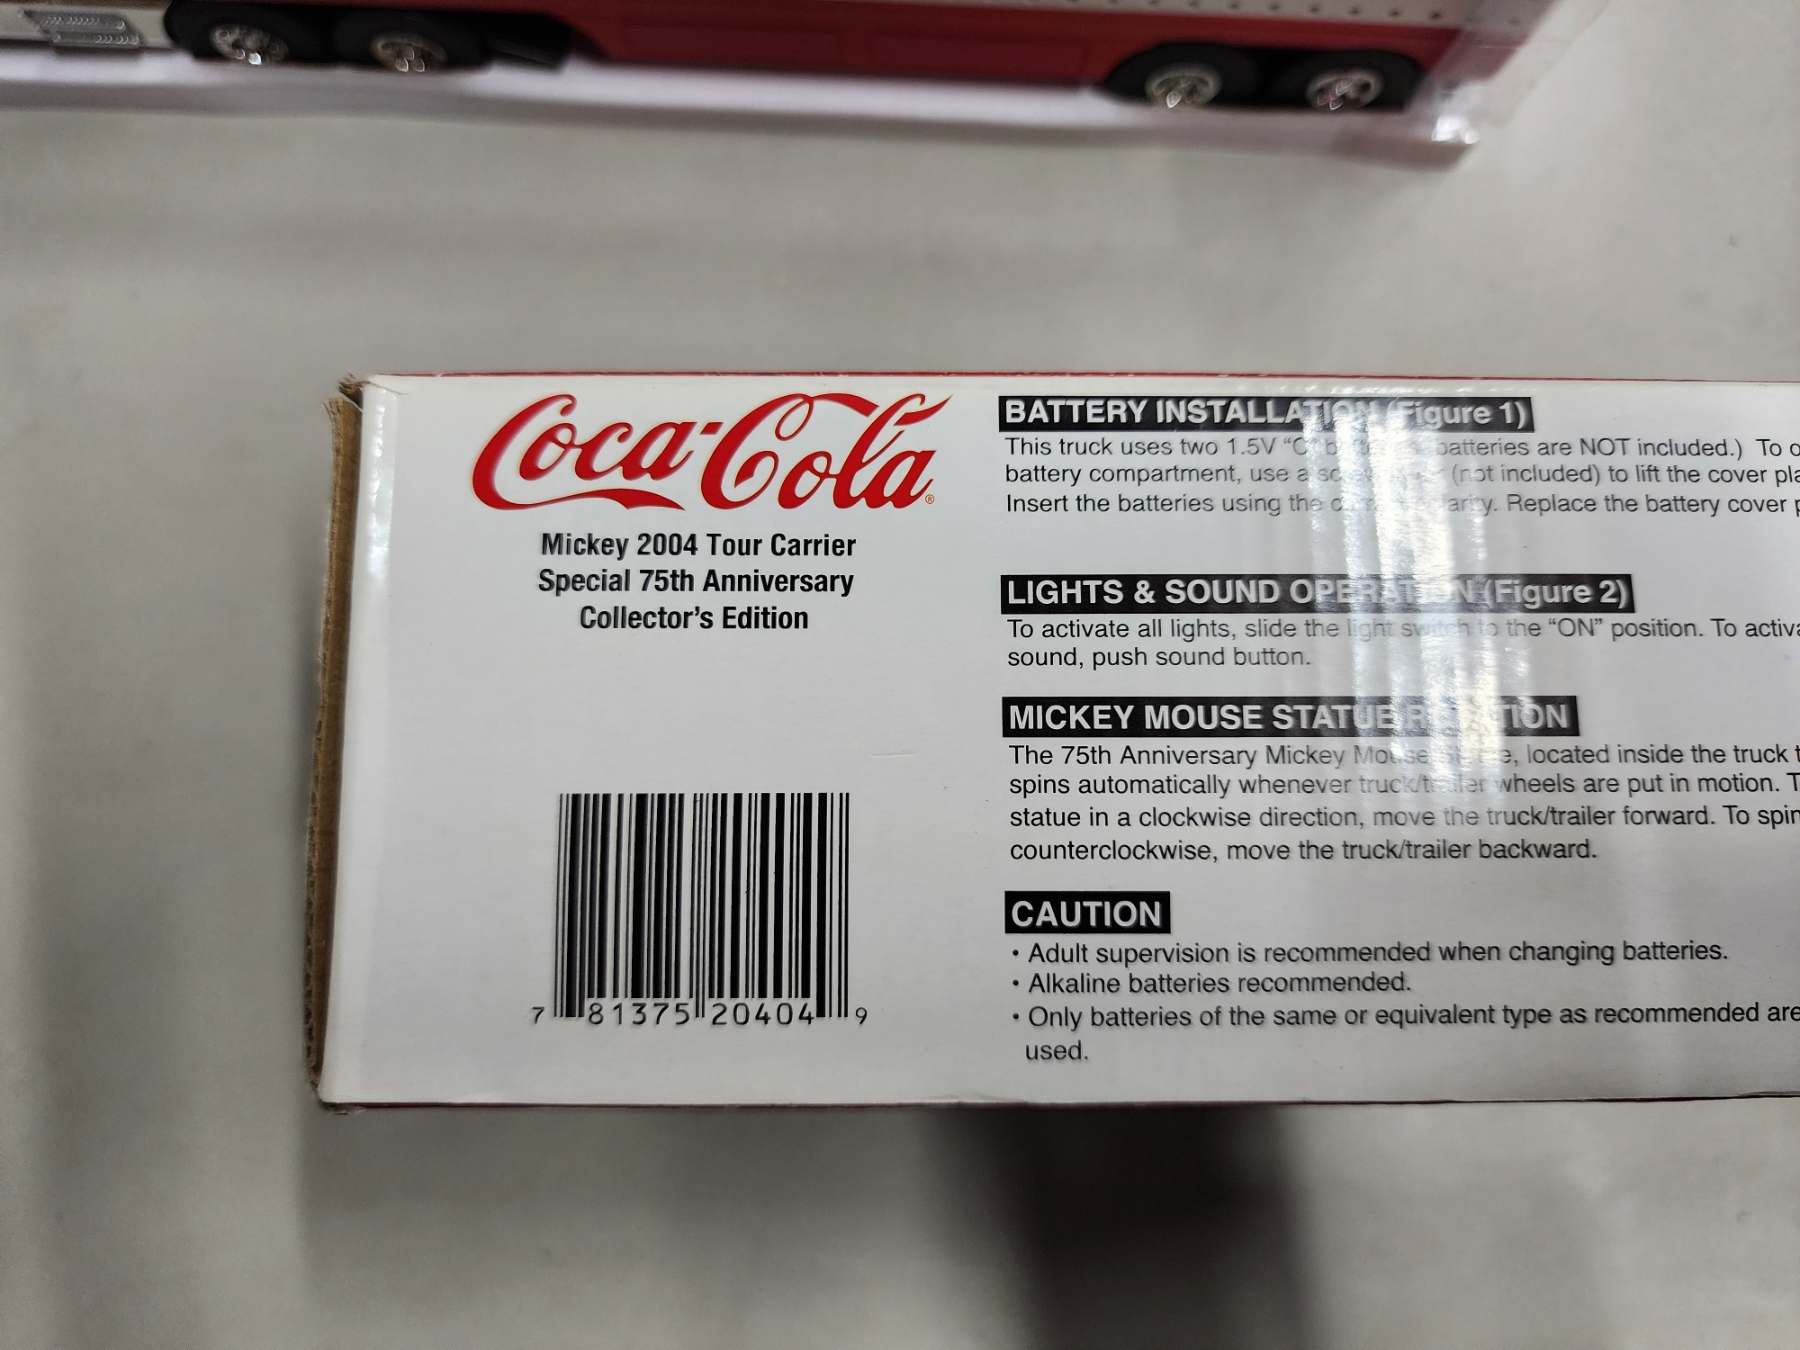 Coca-Cola®
Mickey 2004 Tour Carrier
Special 75th Anniversary
Collector's Edition
7 81375 20404 9
BATTERY INSTALLATION (Figure 1)
This truck uses two 1.5V “C” batteries are NOT included.) To
battery compartment, use a (not included) to lift the cover
Insert the batteries using the Replace the battery cover
LIGHTS & SOUND OPERATION (Figure 2)
To activate all lights, slide the light switch to the “ON” position. To
sound, push sound button.
MICKEY MOUSE STATUE
The 75th Anniversary Mickey Mouse located inside the truck
spins automatically whenever truck/trailer wheels are put in motion.
statue in a clockwise direction, move the truck/trailer forward. To
counterclockwise, move the truck/trailer backward.
CAUTION
• Adult supervision is recommended when changing batteries.
• Alkaline batteries recommended.
• Only batteries of the same or equivalent type as recommended are
used.